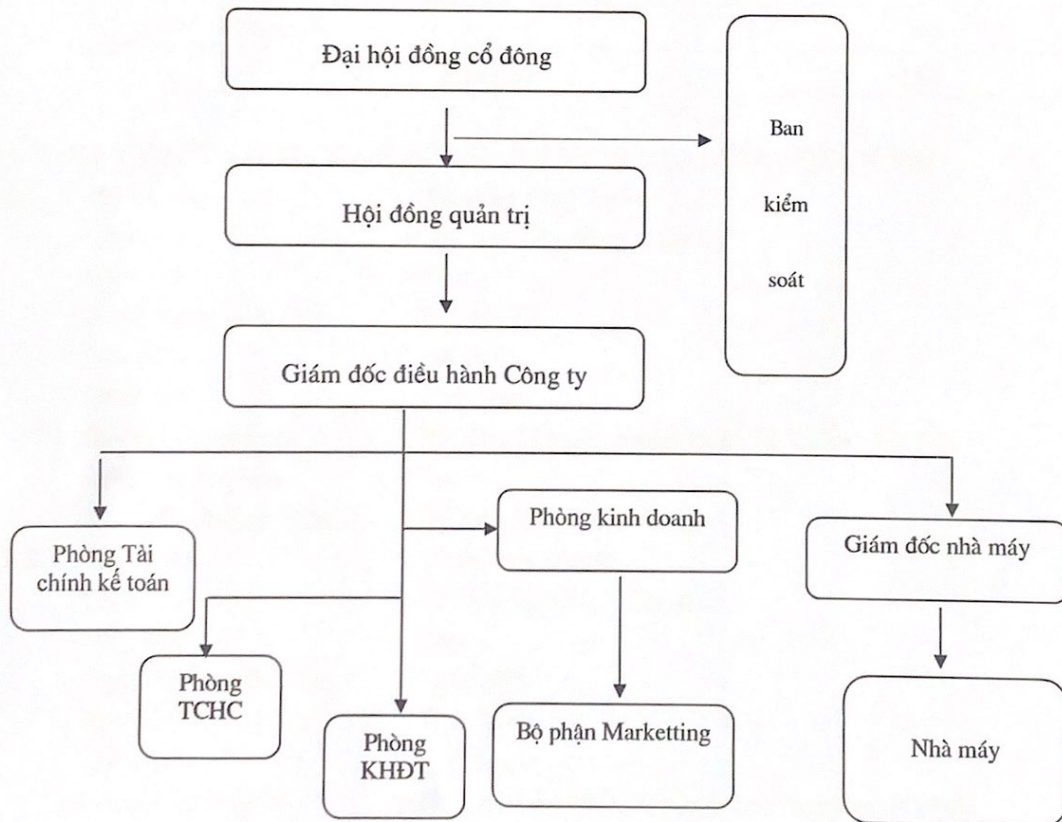 Đại hội đồng cổ đông
Ban
kiểm
soát
Hội đồng quản trị
Giám đốc điều hành Công ty
Phòng Tài
chính kế toán
Phòng kinh doanh
Giám đốc nhà máy
Phòng
TCHC
Phòng
KHĐT
Bộ phận Marketting
Nhà máy